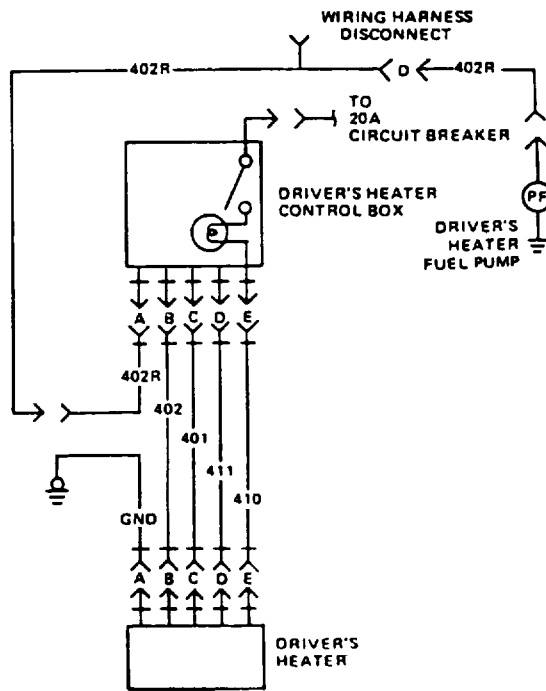 WIRING HARNESS
DISCONNECT
402R
D
402R
TO
20A
CIRCUIT BREAKER
DRIVER'S HEATER
CONTROL BOX
PF
DRIVER'S
HEATER
FUEL PUMP
A B C D E
402R
402
401
411
410
GND
A B C D E
DRIVER'S
HEATER